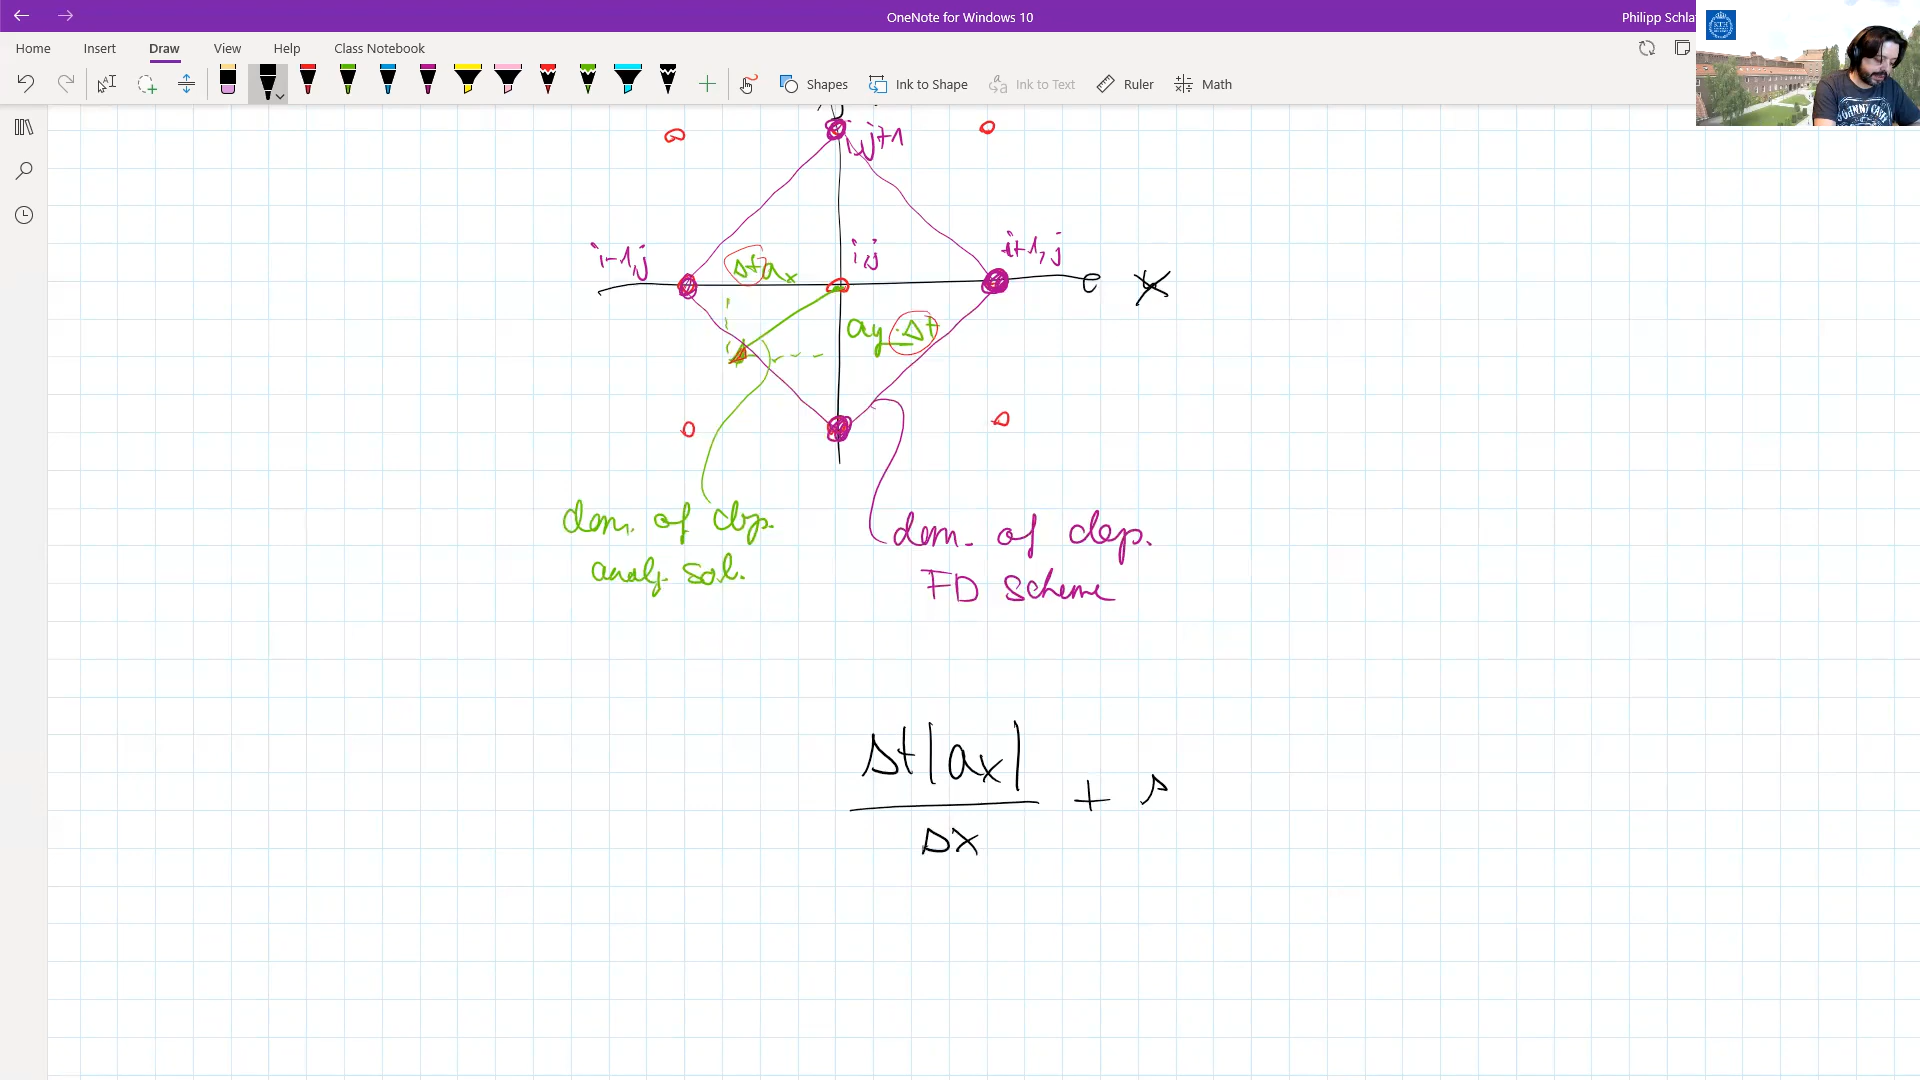 OneNote for Windows 10
Philipp Schla
Home Insert Draw View Help Class Notebook
Shapes Ink to Shape Ink to Text Ruler Math
i,j+1
i-1,j
Δt ax
i,j
i+1,j
x
ay · Δt
dom. of dep.
analy. sol.
dom. of dep.
FD Scheme
Δt|ax|
+
Δx